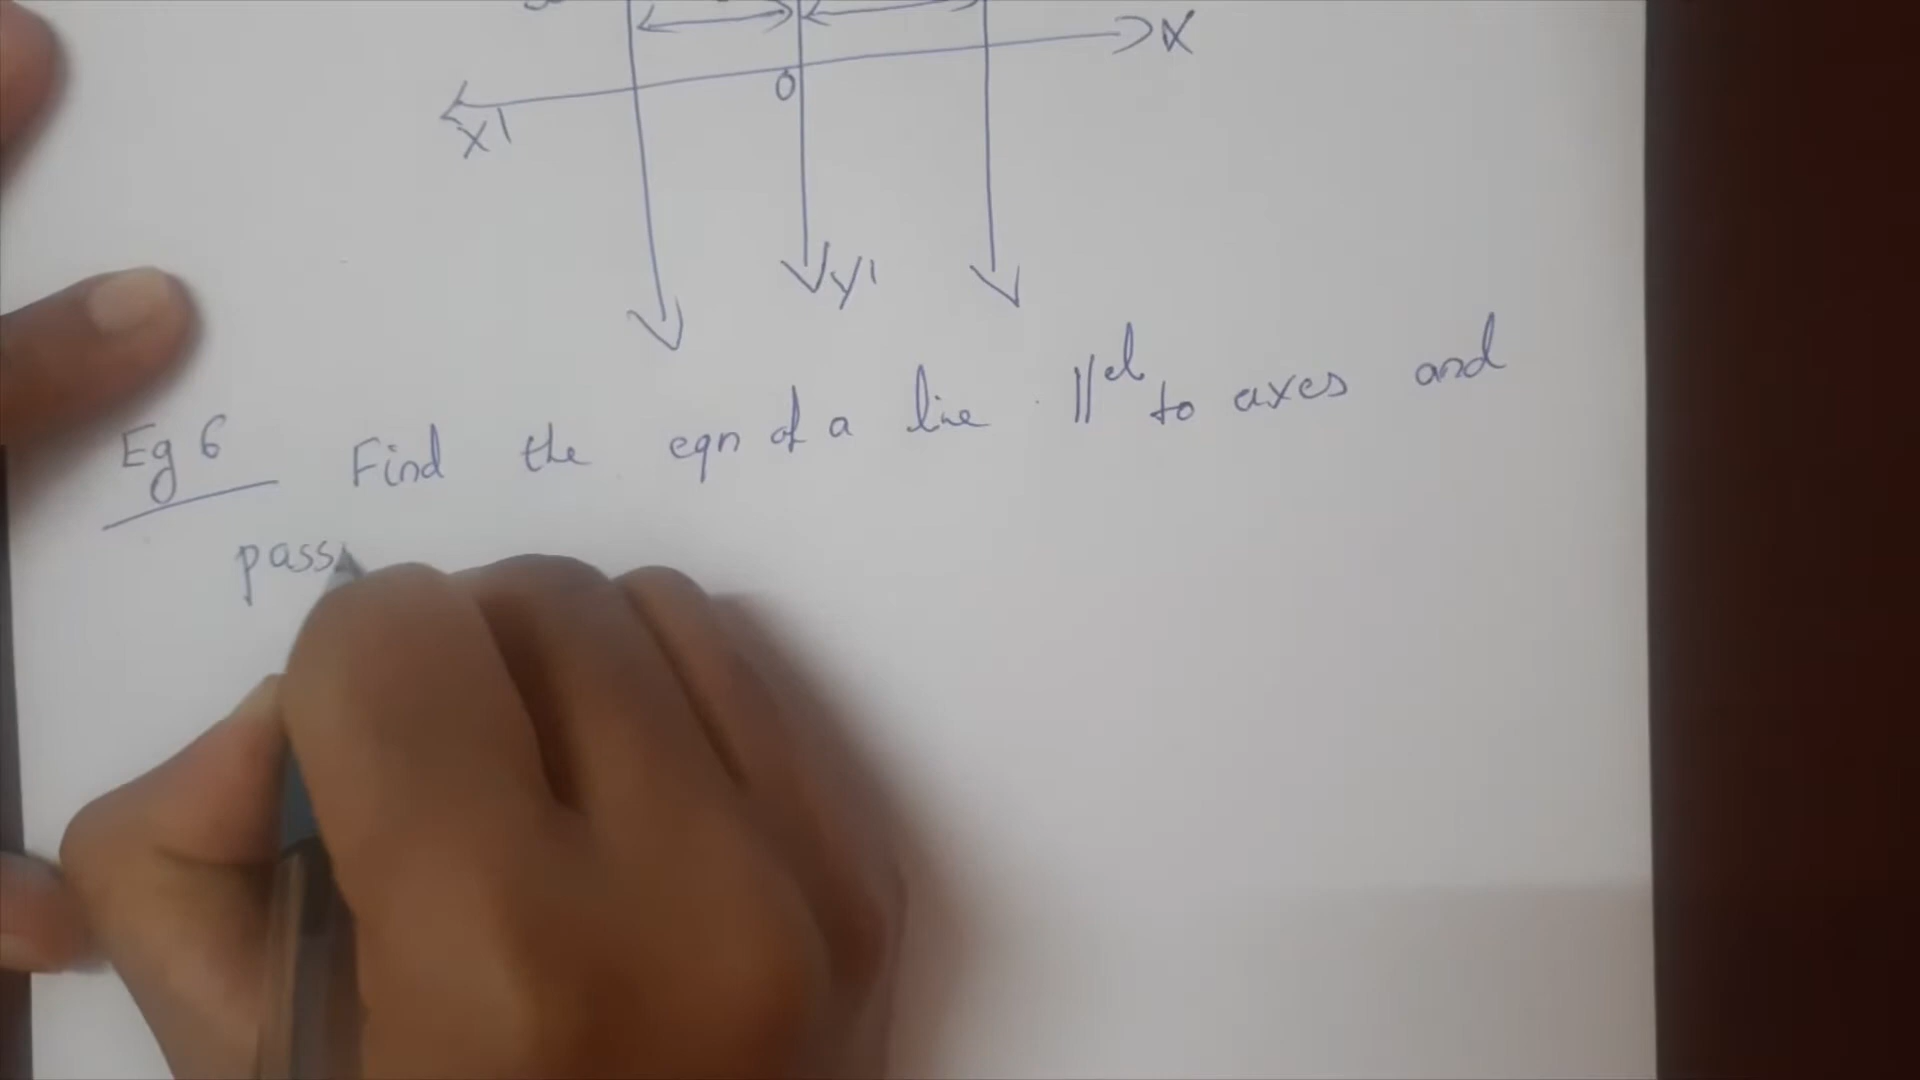 X
O
X'
Y'
Eg 6 Find the eqn of a line ||el to axes and
pass